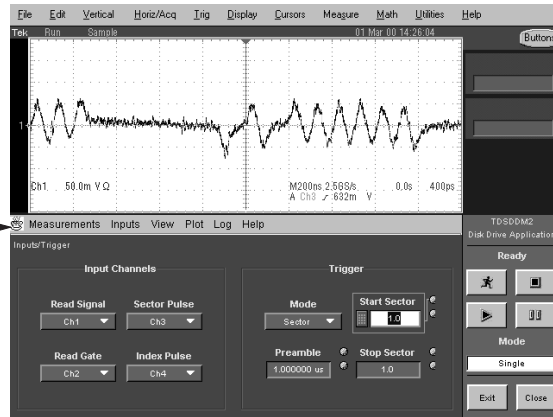 File Edit Vertical Horiz/Acq Trig Display Cursors Measure Math Utilities Help
Tek Run Sample 01 Mar 00 14:26:04
Buttons
1
Ch1 50.0m V Ω M200ns 2.5GS/s 0.0s 400ps
A Ch3 632m V
Measurements Inputs View Plot Log Help
TDSDDM2
Disk Drive Application
Inputs/Trigger
Ready
Input Channels
Trigger
Read Signal Sector Pulse
Ch1 Ch3
Mode
Sector
Start Sector
1.0
Read Gate Index Pulse
Ch2 Ch4
Preamble
1.000000 us
Stop Sector
1.0
Mode
Single
Exit Close